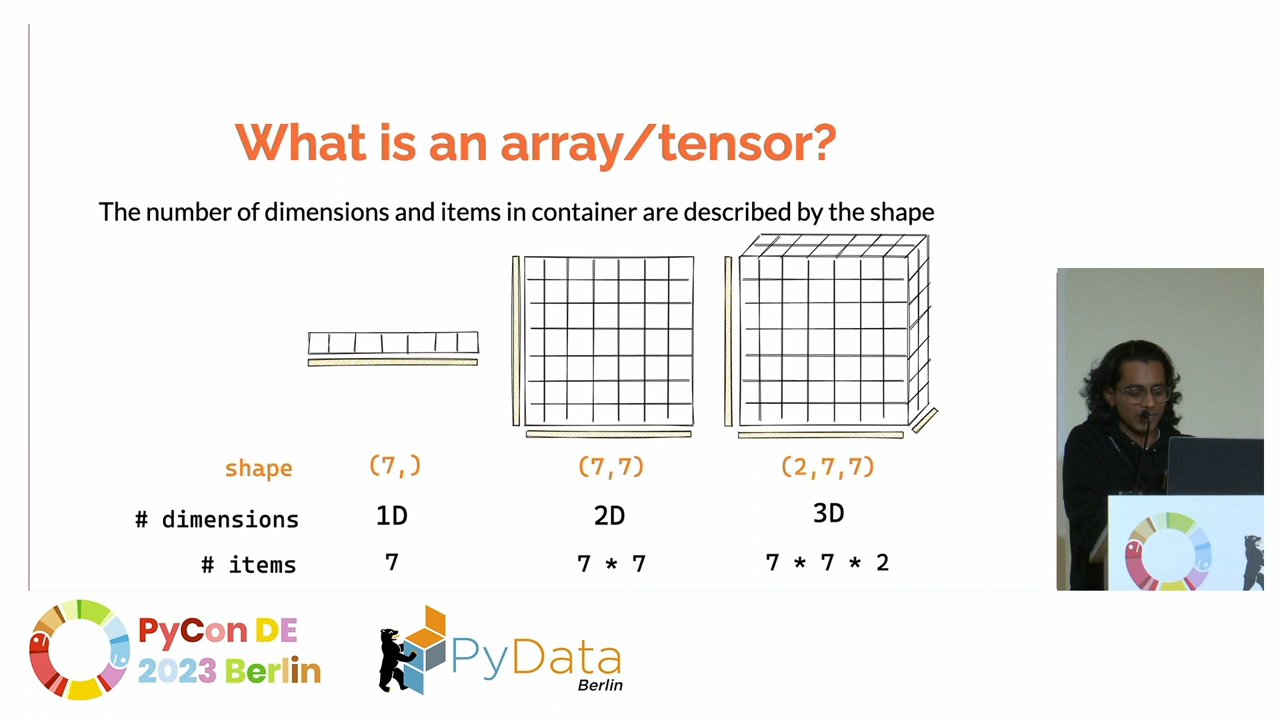 What is an array/tensor?
The number of dimensions and items in container are described by the shape
shape (7,) (7,7) (2,7,7)
# dimensions 1D 2D 3D
# items 7 7 * 7 7 * 7 * 2
PyCon DE
2023 Berlin
PyData
Berlin